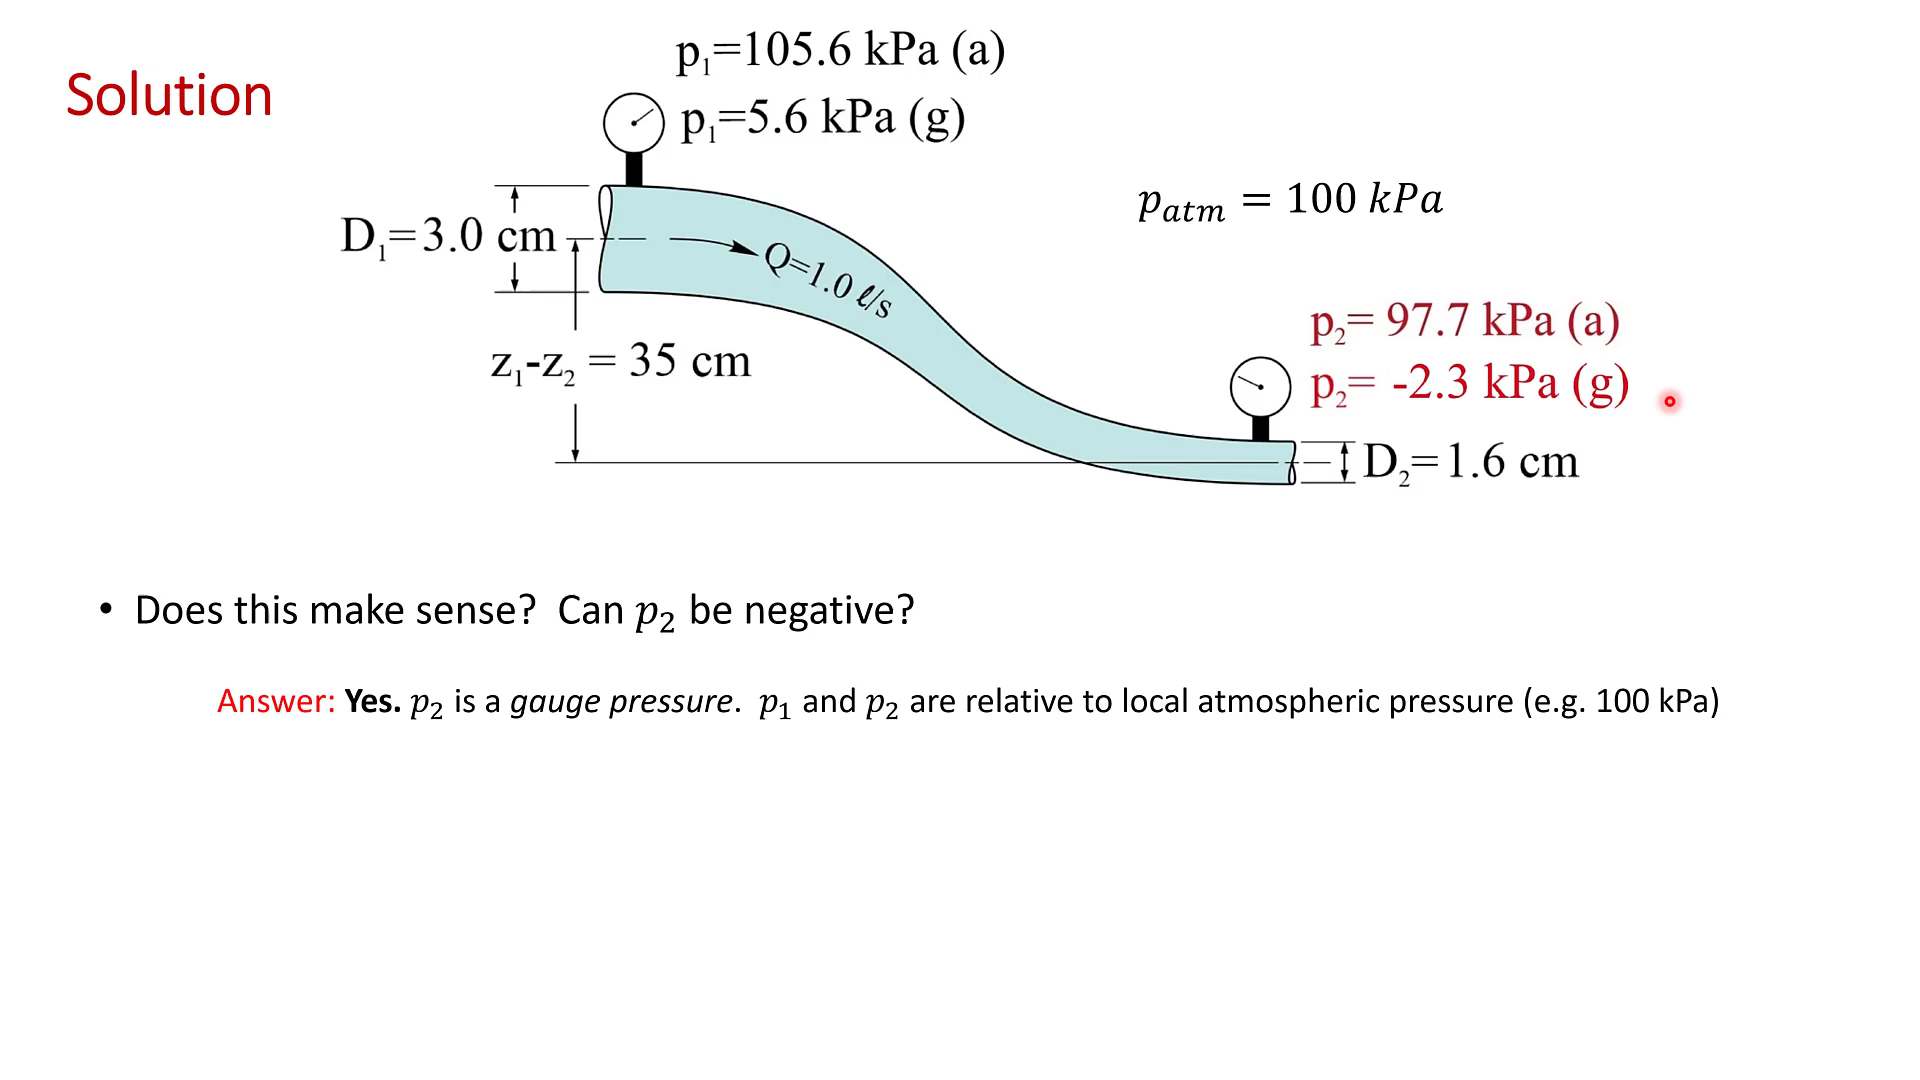 Solution
p₁=105.6 kPa (a)
p₁=5.6 kPa (g)
D₁=3.0 cm
Q=1.0 ℓ/s
z₁-z₂ = 35 cm
pₐₜₘ = 100 kPa
p₂= 97.7 kPa (a)
p₂= -2.3 kPa (g)
D₂=1.6 cm
• Does this make sense? Can p₂ be negative?
Answer: Yes. p₂ is a gauge pressure. p₁ and p₂ are relative to local atmospheric pressure (e.g. 100 kPa)